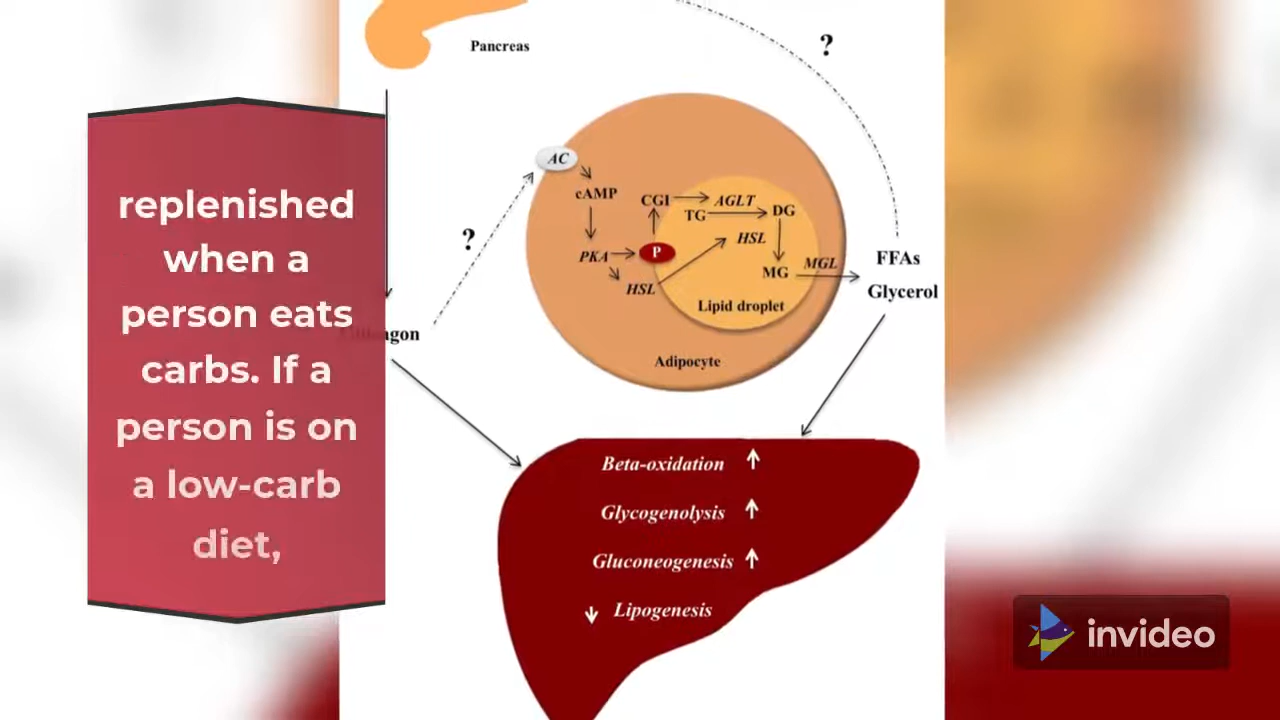 Pancreas
?
replenished
when a
person eats
carbs. If a
person is on
a low-carb
diet,
AC
cAMP
CGI
AGLT
TG
DG
?
PKA
P
HSL
HSL
MG
MGL
FFAs
Glycerol
Lipid droplet
Adipocyte
Beta-oxidation
Glycogenolysis
Gluconeogenesis
Lipogenesis
invideo